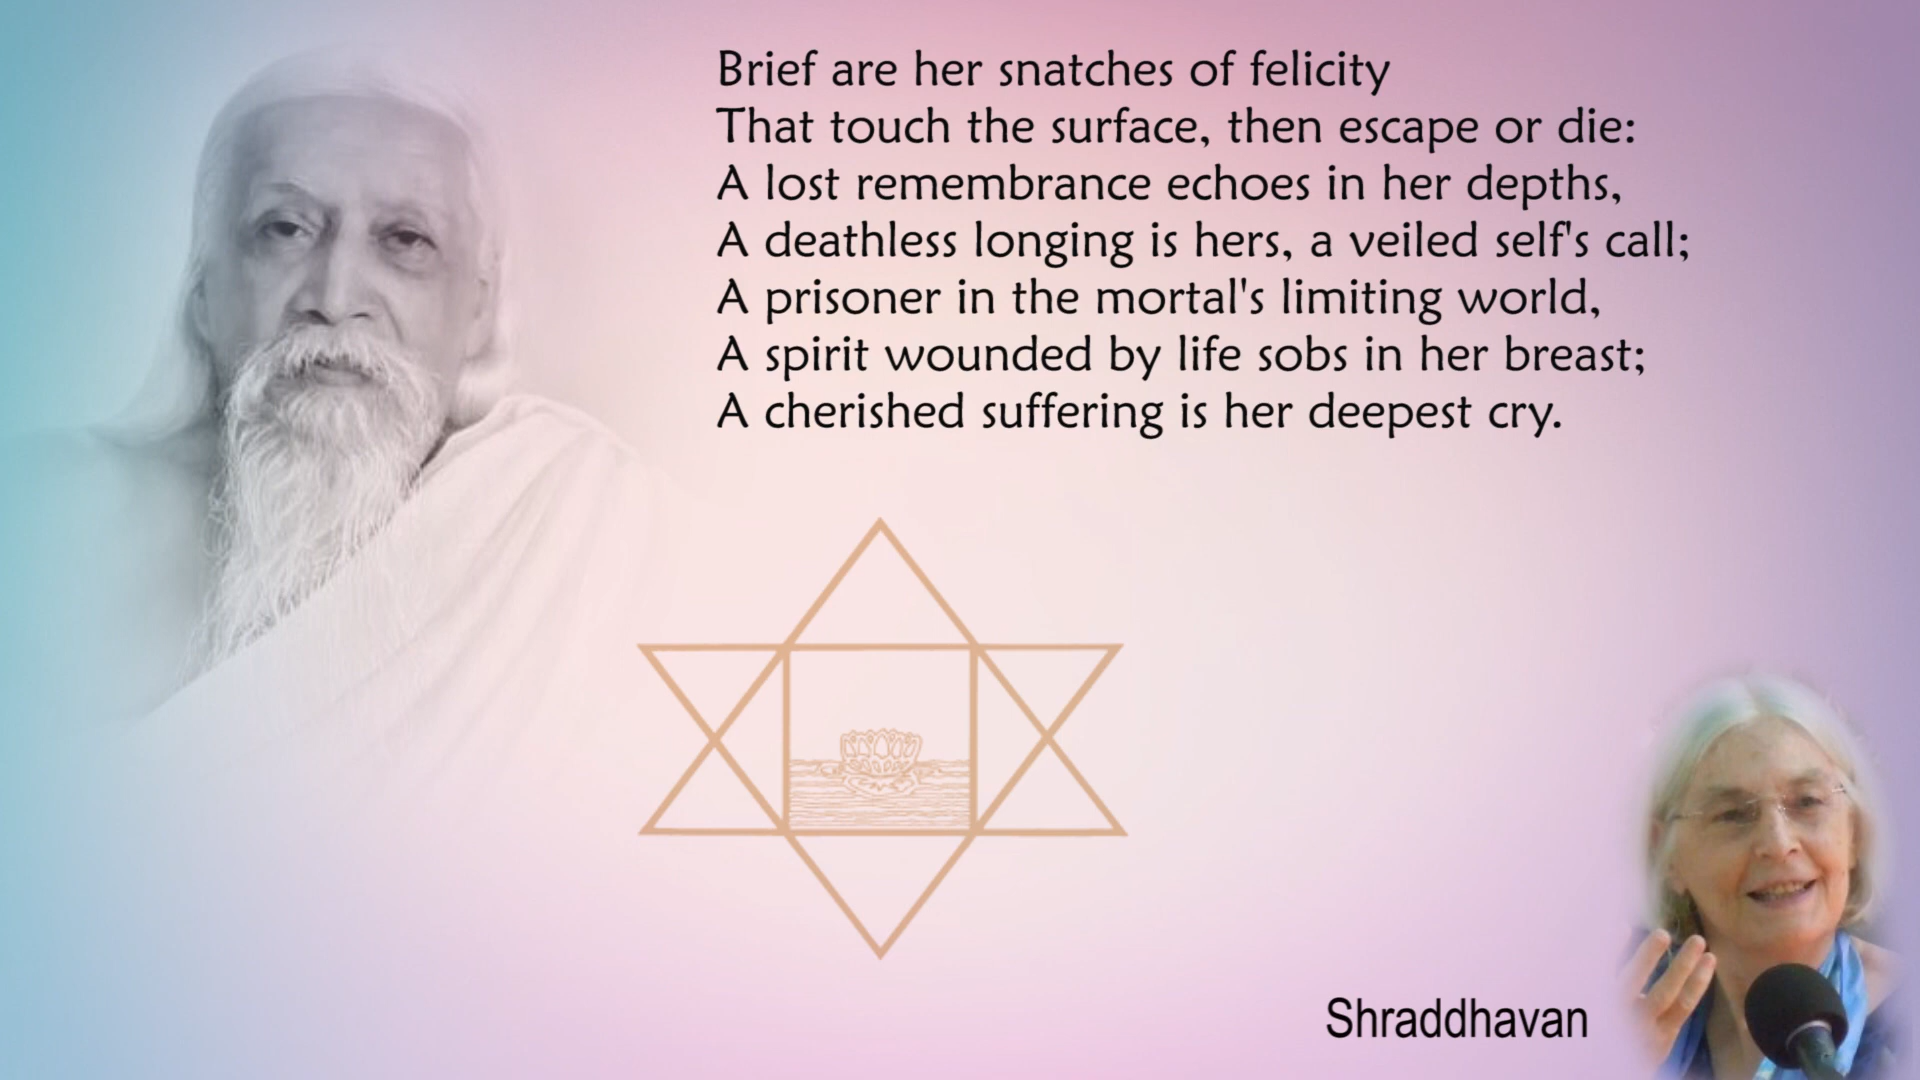 Brief are her snatches of felicity
That touch the surface, then escape or die:
A lost remembrance echoes in her depths,
A deathless longing is hers, a veiled self's call;
A prisoner in the mortal's limiting world,
A spirit wounded by life sobs in her breast;
A cherished suffering is her deepest cry.
Shraddhavan